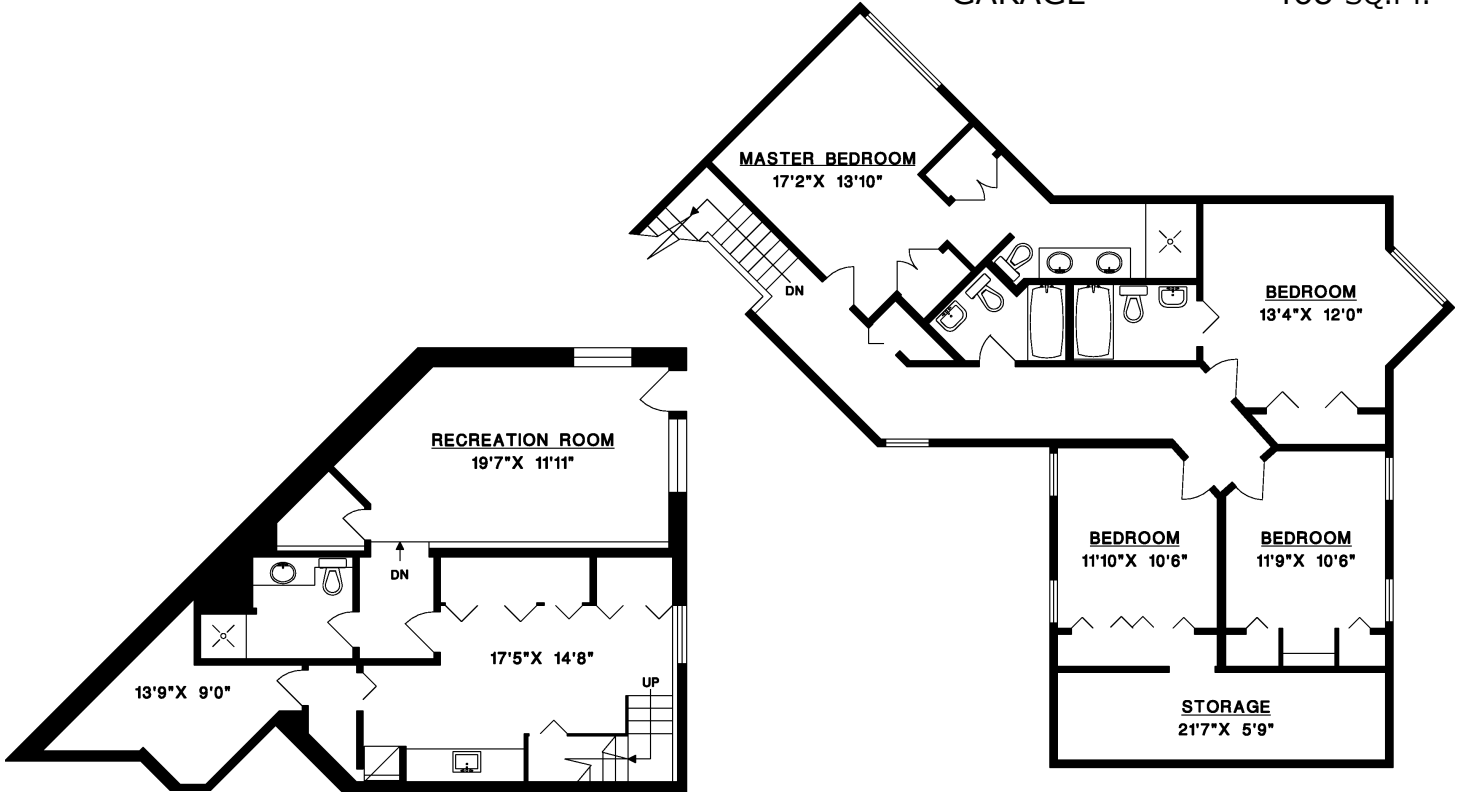 GARAGE
MASTER BEDROOM
17'2"X 13'10"
DN
BEDROOM
13'4"X 12'0"
RECREATION ROOM
19'7"X 11'11"
DN
BEDROOM
11'10"X 10'6"
BEDROOM
11'9"X 10'6"
17'5"X 14'8"
13'9"X 9'0"
UP
STORAGE
21'7"X 5'9"